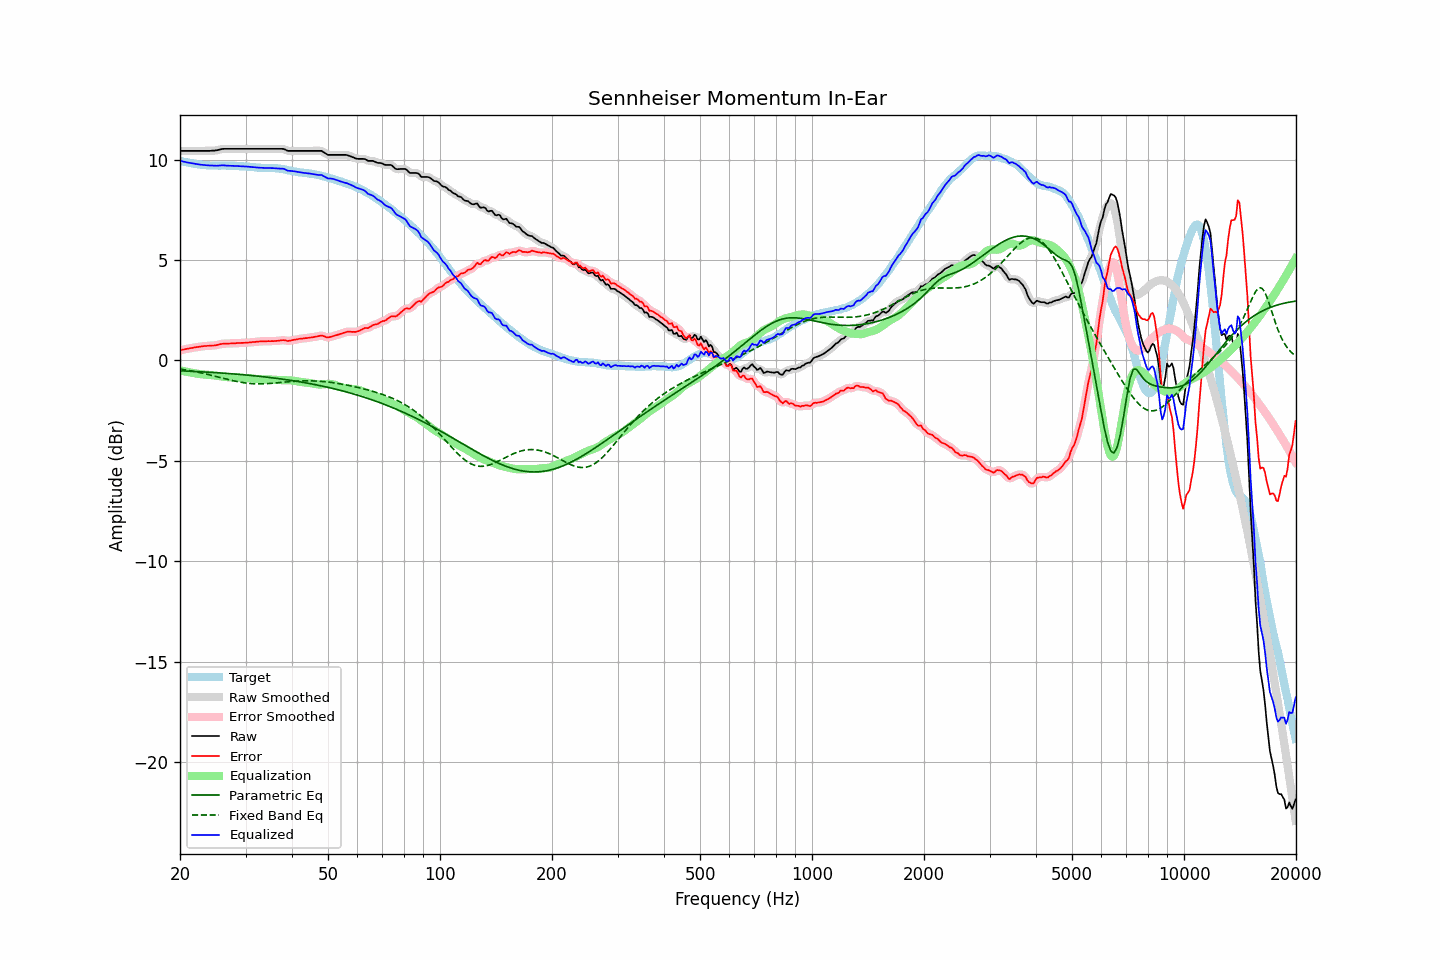 Sennheiser Momentum In-Ear
Amplitude (dBr)
10
5
0
−5
−10
−15
−20
Target
Raw Smoothed
Error Smoothed
Raw
Error
Equalization
Parametric Eq
Fixed Band Eq
Equalized
20 50 100 200 500 1000 2000 5000 10000 20000
Frequency (Hz)